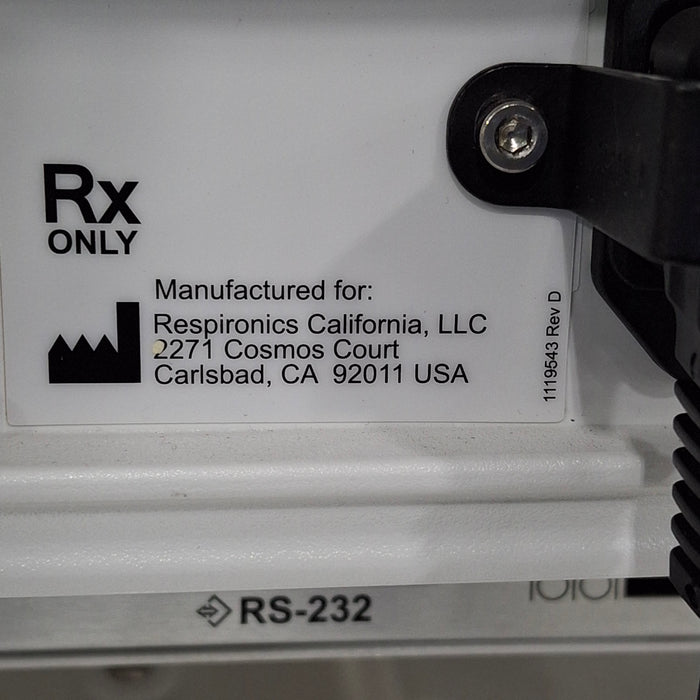 Rx
ONLY
Manufactured for:
Respironics California, LLC
2271 Cosmos Court
Carlsbad, CA 92011 USA
1119543 Rev D
RS-232